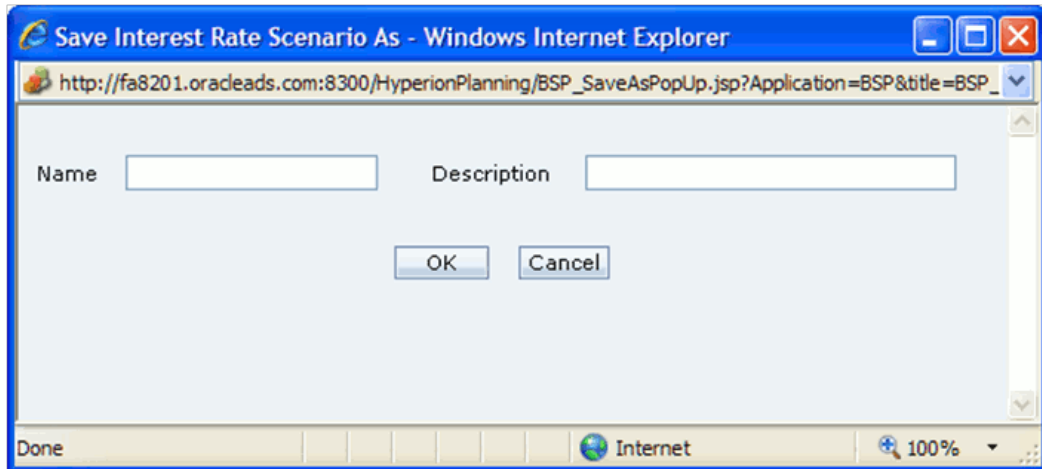 Save Interest Rate Scenario As - Windows Internet Explorer
http://fa8201.oracleads.com:8300/HyperionPlanning/BSP_SaveAsPopUp.jsp?Application=BSP&title=BSP_
Name Description
OK Cancel
Done Internet 100%